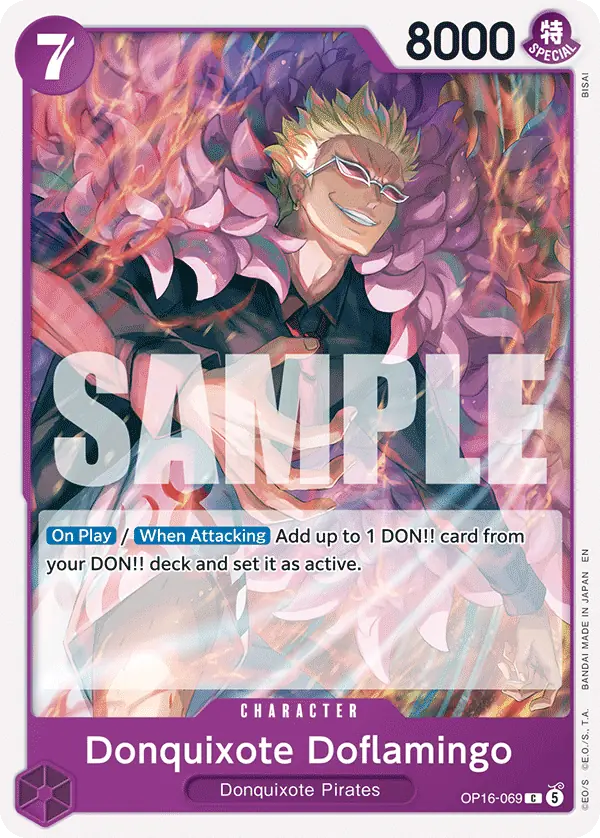 7
8000
特
SPECIAL
BISAI
SAMPLE
On Play / When Attacking Add up to 1 DON!! card from
your DON!! deck and set it as active.
CHARACTER
Donquixote Doflamingo
Donquixote Pirates
OP16-069 C 5
©EO/S ©E.O./S., T.A. BANDAI MADE IN JAPAN EN